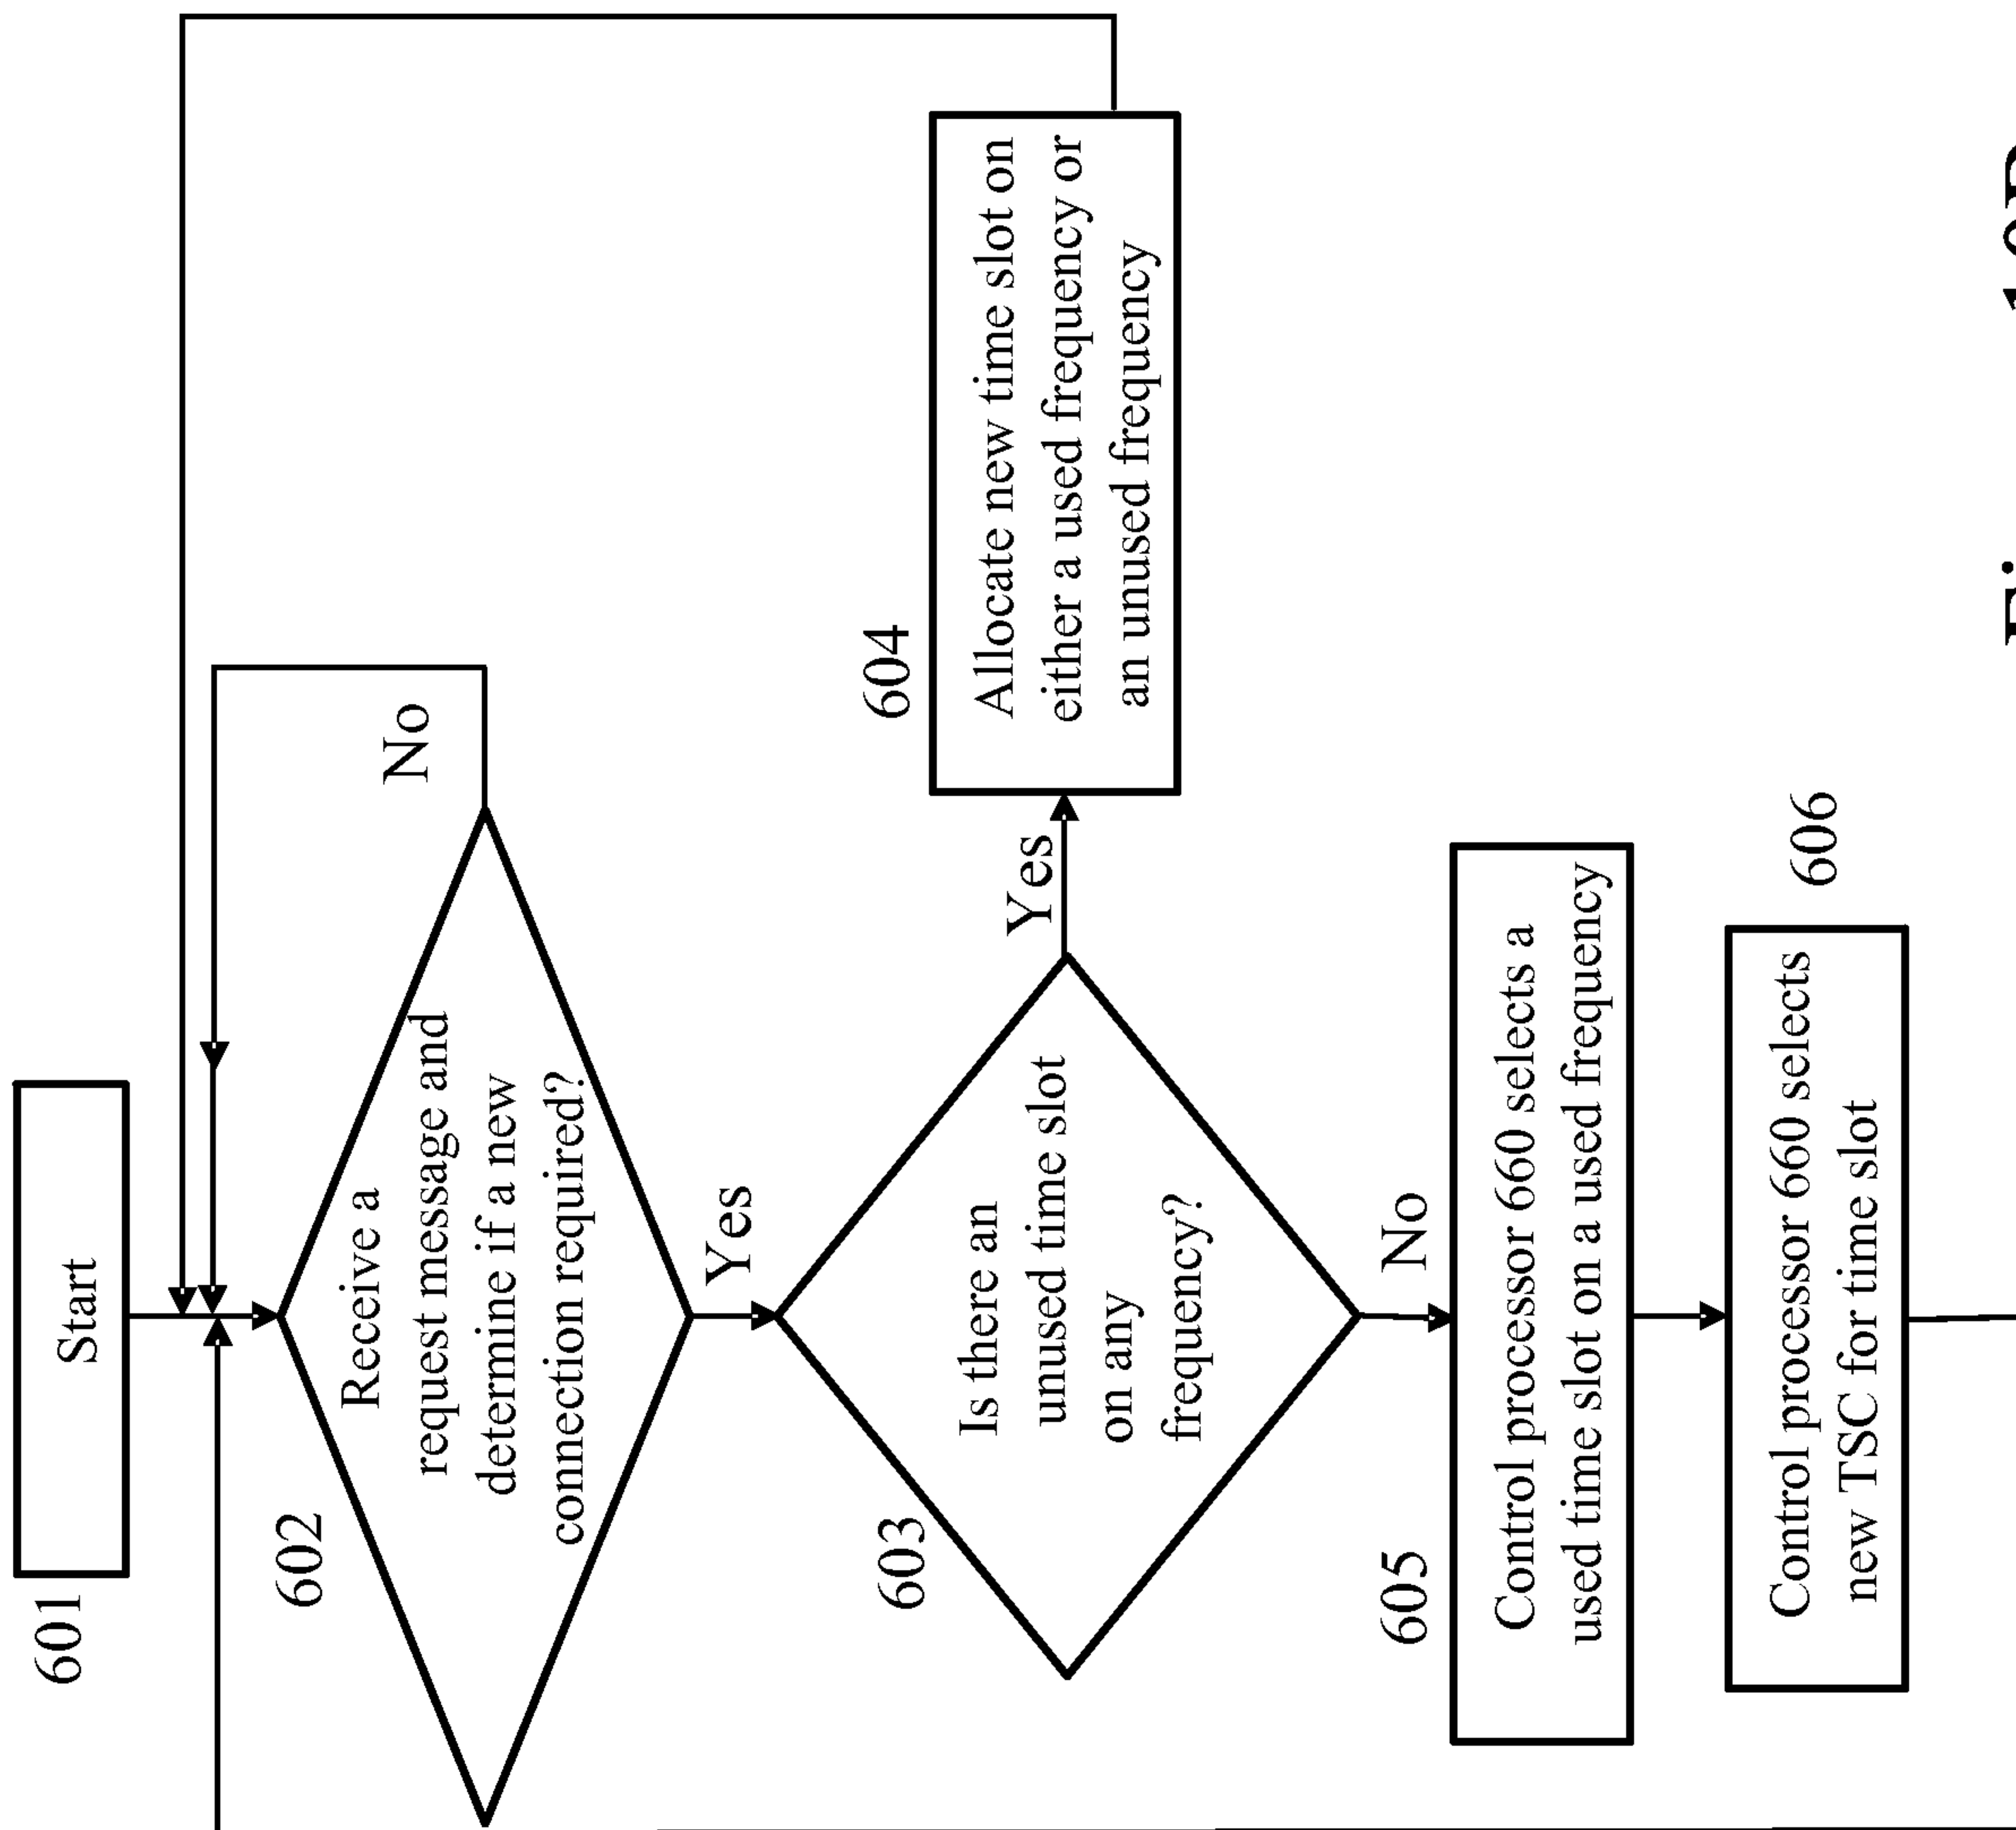 601
Start
602
Receive a
request message and
determine if a new
connection required?
No
Yes
603
Is there an
unused time slot
on any
frequency?
Yes
604
Allocate new time slot on
either a used frequency or
an unused frequency
No
605
Control processor 660 selects a
used time slot on a used frequency
606
Control processor 660 selects
new TSC for time slot